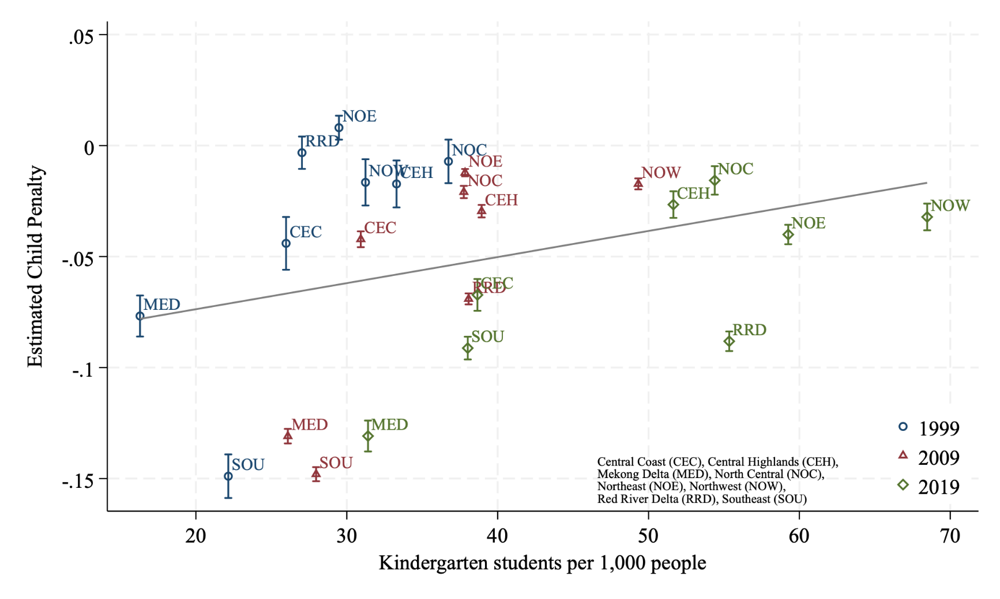 .05
0
-.05
-.1
-.15
Estimated Child Penalty
NOE
RRD
NOC
NOE
NOW
CEH
NOC
NOW
NOC
CEH
CEH
NOW
CEC
CEC
NOE
RRD
CEC
MED
SOU
RRD
MED
MED
SOU
SOU
1999
2009
2019
Central Coast (CEC), Central Highlands (CEH),
Mekong Delta (MED), North Central (NOC),
Northeast (NOE), Northwest (NOW),
Red River Delta (RRD), Southeast (SOU)
20 30 40 50 60 70
Kindergarten students per 1,000 people